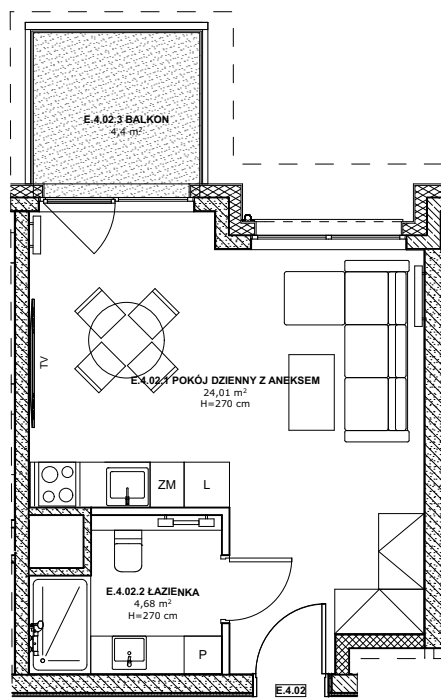 E.4.02.3 BALKON
4,4 m²
TV
E.4.02.1 POKÓJ DZIENNY Z ANEKSEM
24,01 m²
H=270 cm
ZM
L
E.4.02.2 ŁAZIENKA
4,68 m²
H=270 cm
P
E.4.02